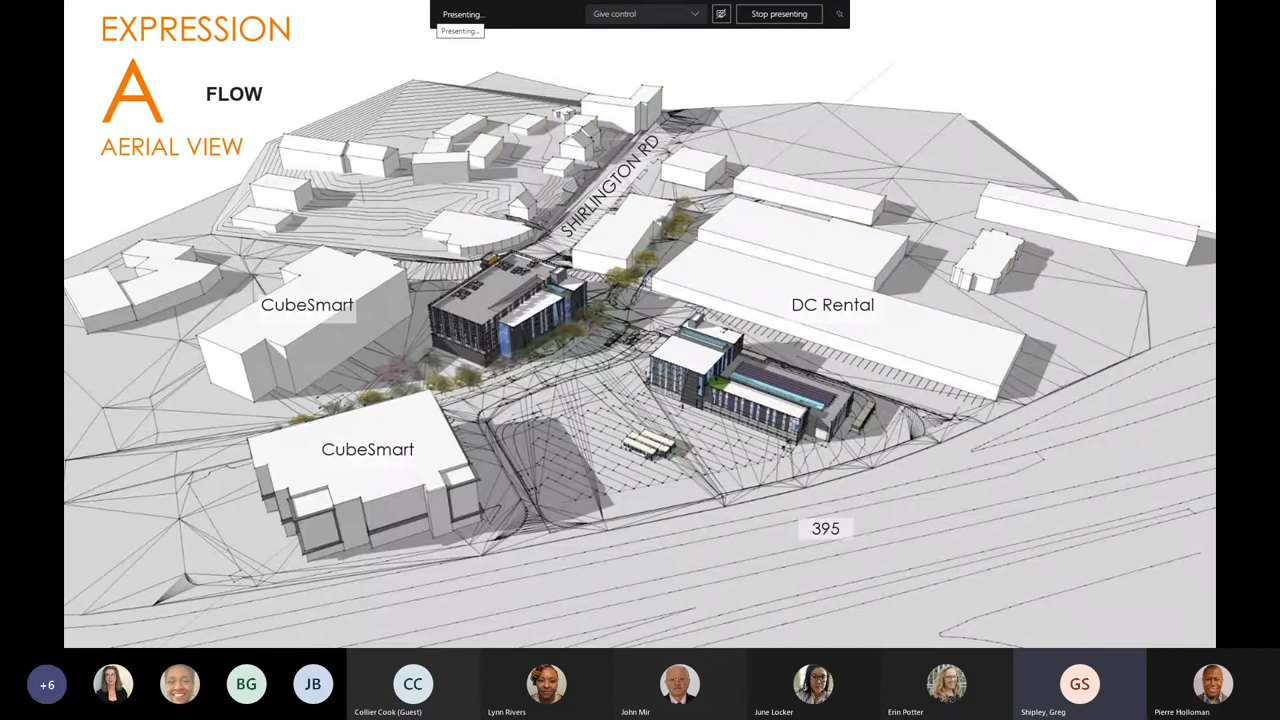 EXPRESSION
A FLOW
AERIAL VIEW
Presenting...
Give control
Stop presenting
Presenting...
SHIRLINGTON RD
CubeSmart
DC Rental
CubeSmart
395
+6
BG
JB
CC
GS
Collier Cook (Guest)
Lynn Rivers
John Mir
June Locker
Erin Potter
Shipley, Greg
Pierre Holloman